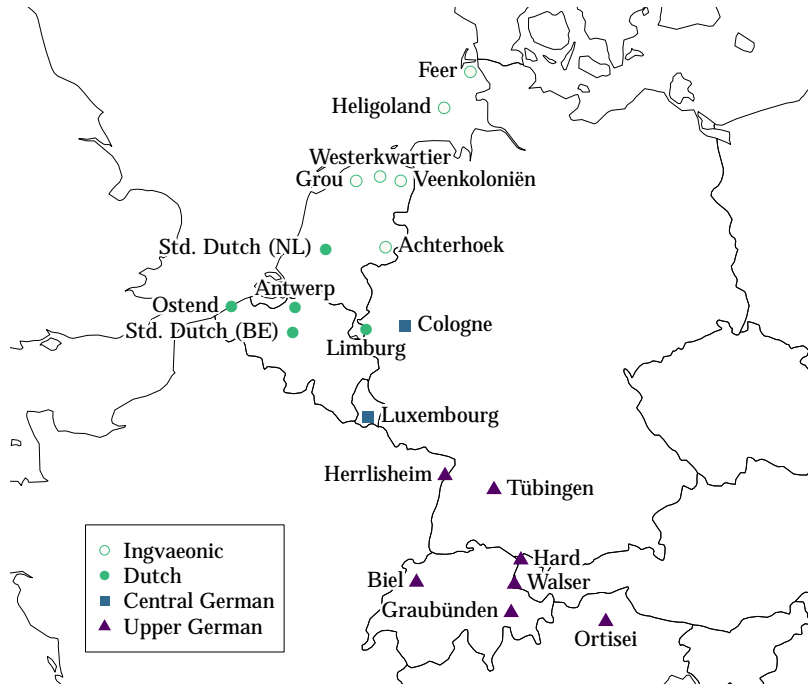 Feer
Heligoland
Westerkwartier
Grou
Veenkoloniën
Std. Dutch (NL)
Achterhoek
Antwerp
Ostend
Std. Dutch (BE)
Cologne
Limburg
Luxembourg
Herrlisheim
Tübingen
Ingvaeonic
Dutch
Central German
Upper German
Hard
Biel
Walser
Graubünden
Ortisei